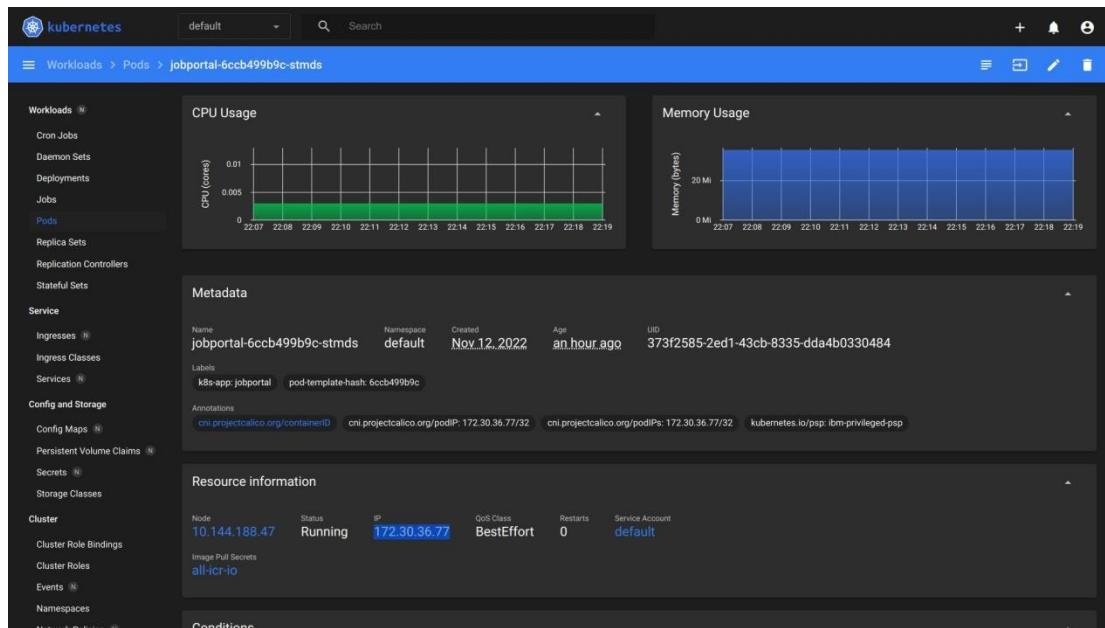 kubernetes
default
Search
Workloads > Pods > jobportal-6ccb499b9c-stmds
Workloads N
Cron Jobs
Daemon Sets
Deployments
Jobs
Pods
Replica Sets
Replication Controllers
Stateful Sets
Service
Ingresses N
Ingress Classes
Services N
Config and Storage
Config Maps N
Persistent Volume Claims N
Secrets N
Storage Classes
Cluster
Cluster Role Bindings
Cluster Roles
Events N
Namespaces
CPU Usage
CPU (cores)
0.01
0.005
0
22:07 22:08 22:09 22:10 22:11 22:12 22:13 22:14 22:15 22:16 22:17 22:18 22:19
Memory Usage
Memory (bytes)
20 Mi
0 Mi
22:07 22:08 22:09 22:10 22:11 22:12 22:13 22:14 22:15 22:16 22:17 22:18 22:19
Metadata
Name Namespace Created Age UID
jobportal-6ccb499b9c-stmds default Nov 12, 2022 an hour ago 373f2585-2ed1-43cb-8335-dda4b0330484
Labels
k8s-app: jobportal pod-template-hash: 6ccb499b9c
Annotations
cni.projectcalico.org/containerID cni.projectcalico.org/podIP: 172.30.36.77/32 cni.projectcalico.org/podIPs: 172.30.36.77/32 kubernetes.io/psp: ibm-privileged-psp
Resource information
Node Status IP QoS Class Restarts Service Account
10.144.188.47 Running 172.30.36.77 BestEffort 0 default
Image Pull Secrets
all-icr-io
Conditions